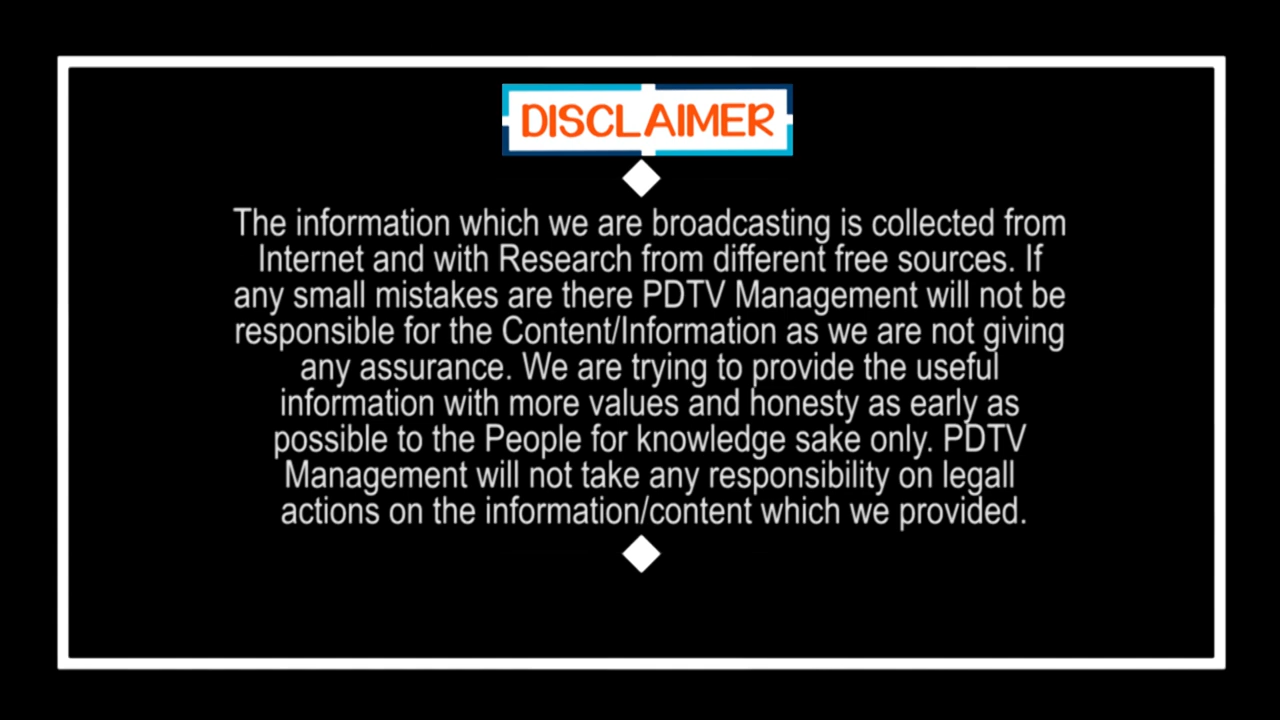 DISCLAIMER
The information which we are broadcasting is collected from
Internet and with Research from different free sources. If
any small mistakes are there PDTV Management will not be
responsible for the Content/Information as we are not giving
any assurance. We are trying to provide the useful
information with more values and honesty as early as
possible to the People for knowledge sake only. PDTV
Management will not take any responsibility on legall
actions on the information/content which we provided.